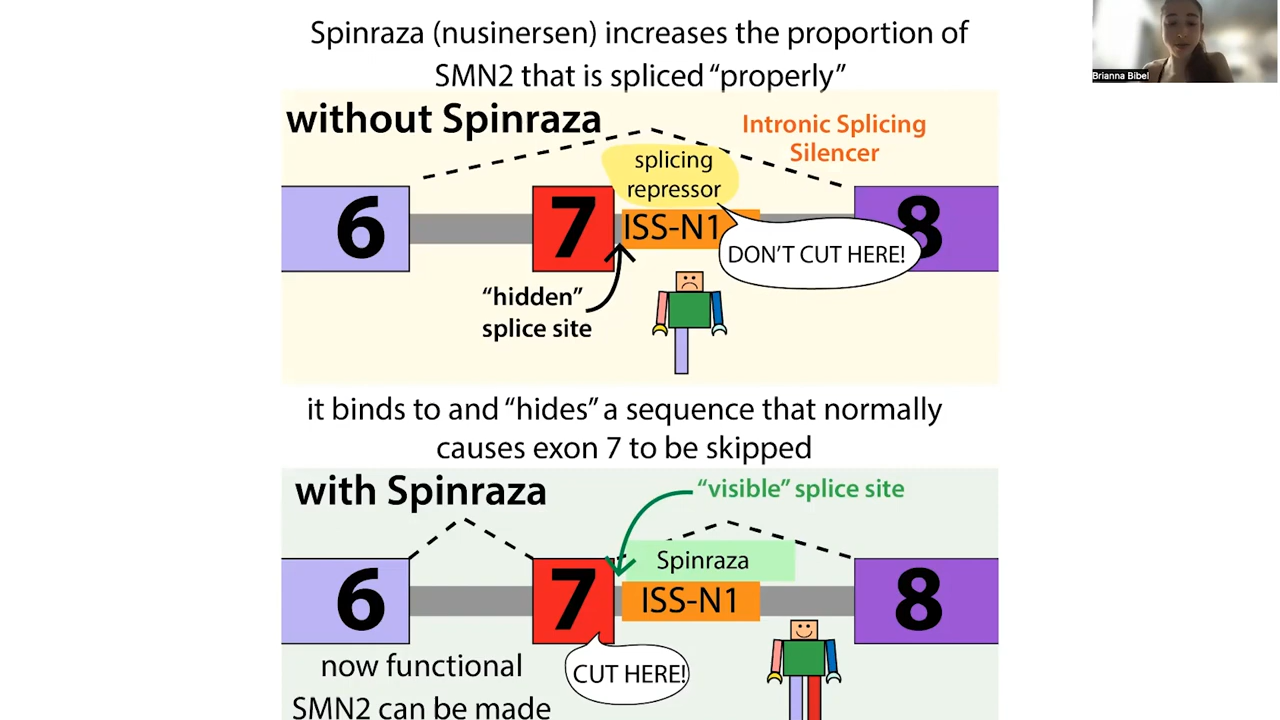 Spinraza (nusinersen) increases the proportion of
SMN2 that is spliced “properly”
Brianna Bibel
without Spinraza
Intronic Splicing
Silencer
splicing
repressor
6
7
ISS-N1
8
DON'T CUT HERE!
“hidden”
splice site
it binds to and “hides” a sequence that normally
causes exon 7 to be skipped
with Spinraza
“visible” splice site
Spinraza
6
7
ISS-N1
8
now functional
SMN2 can be made
CUT HERE!